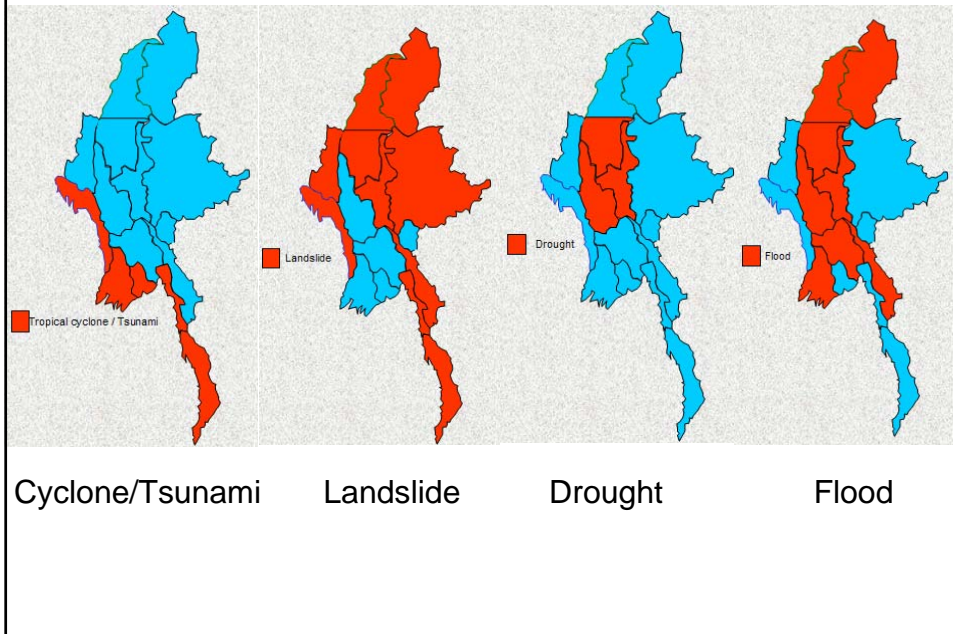 Tropical cyclone / Tsunami
Landslide
Drought
Flood
Cyclone/Tsunami
Landslide
Drought
Flood